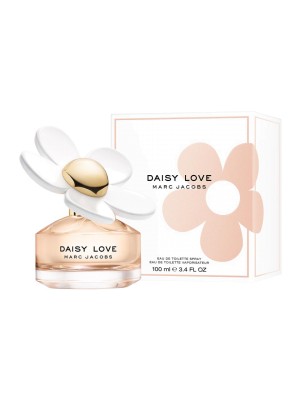 DAISY LOVE
MARC JACOBS
DAISY LOVE
MARC JACOBS
EAU DE TOILETTE SPRAY
EAU DE TOILETTE VAPORISATEUR
100 ml ℮ 3.4 FL OZ